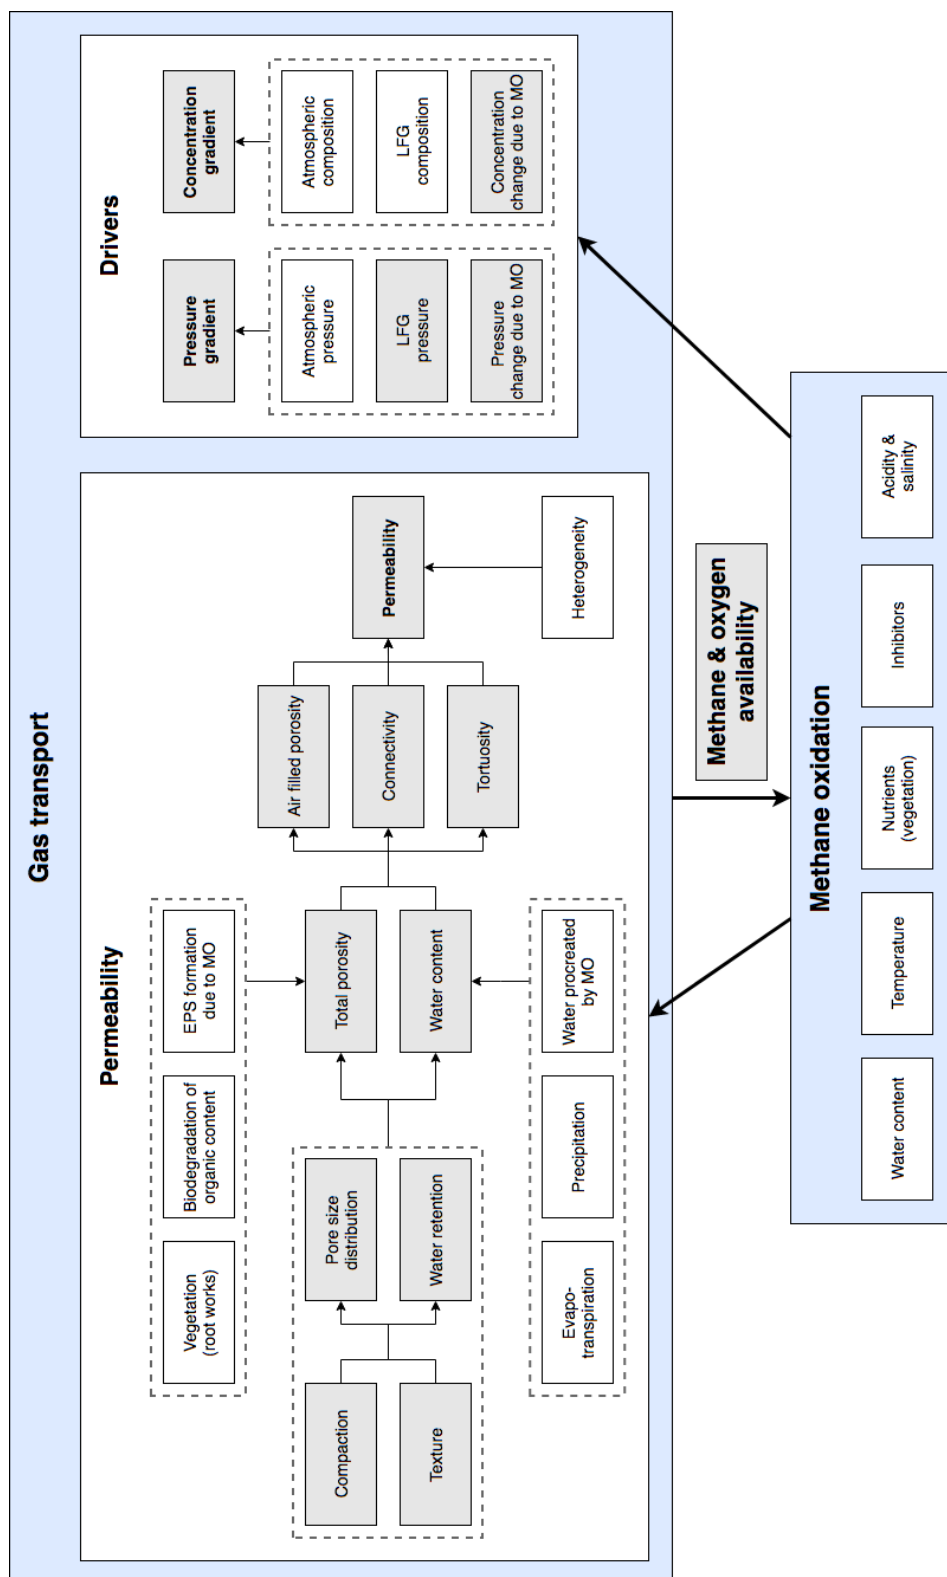 Gas transport
Permeability
Vegetation
(root works)
Biodegradation of
organic content
EPS formation
due to MO
Compaction
Texture
Pore size
distribution
Water retention
Total porosity
Water content
Air filled porosity
Connectivity
Tortuosity
Permeability
Heterogeneity
Evapo-
transpiration
Precipitation
Water procreated
by MO
Drivers
Pressure
gradient
Concentration
gradient
Atmospheric
pressure
LFG
pressure
Pressure
change due to MO
Atmospheric
composition
LFG
composition
Concentration
change due to MO
Methane & oxygen
availability
Methane oxidation
Water content
Temperature
Nutrients
(vegetation)
Inhibitors
Acidity &
salinity